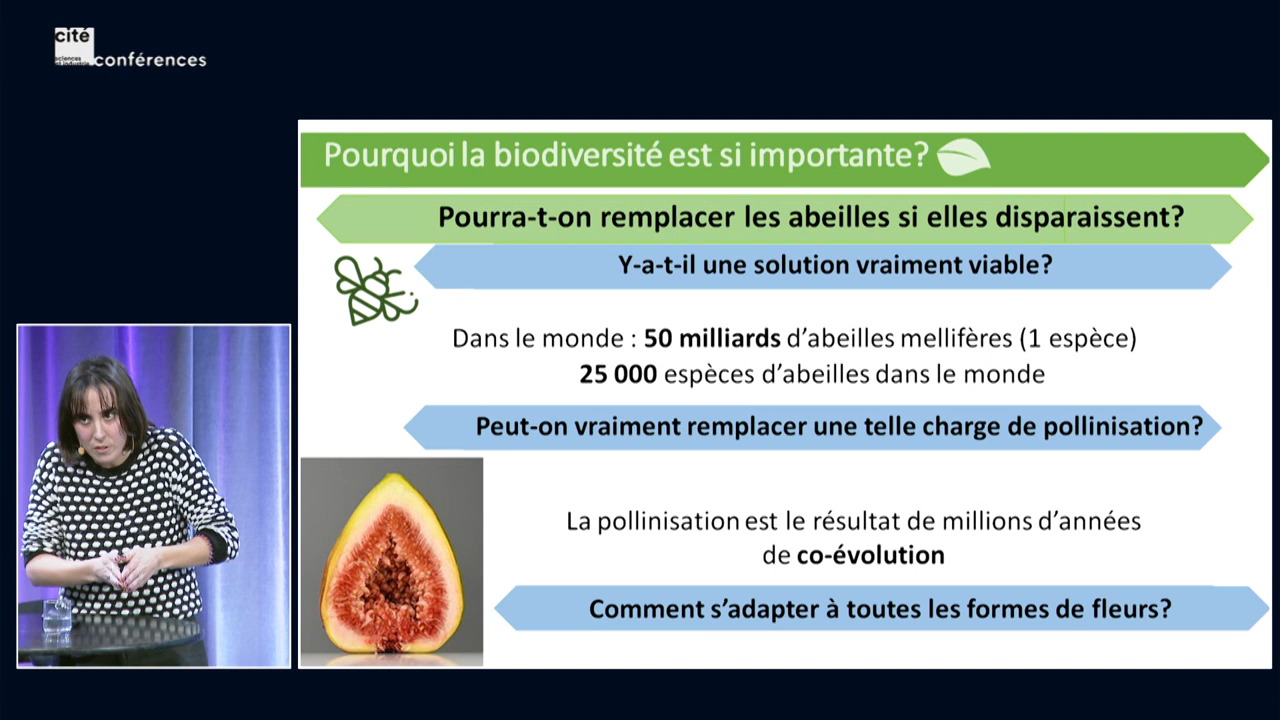 cité
sciences
et industrie
conférences
Pourquoi la biodiversité est si importante?
Pourra-t-on remplacer les abeilles si elles disparaissent?
Y-a-t-il une solution vraiment viable?
Dans le monde : 50 milliards d’abeilles mellifères (1 espèce)
25 000 espèces d’abeilles dans le monde
Peut-on vraiment remplacer une telle charge de pollinisation?
La pollinisation est le résultat de millions d’années
de co-évolution
Comment s’adapter à toutes les formes de fleurs?